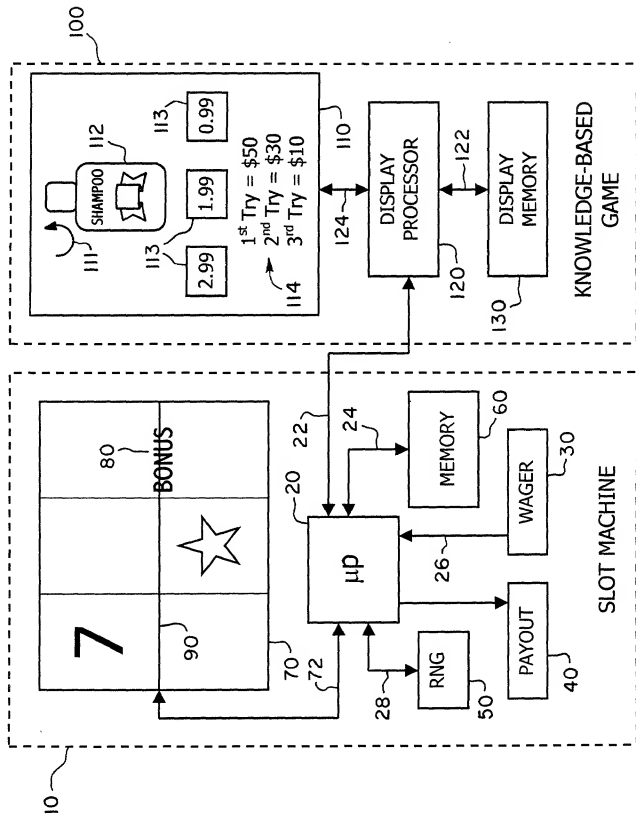 10
7
BONUS
80
90
70
72
20
μp
22
24
MEMORY
60
26
WAGER
30
28
RNG
50
PAYOUT
40
SLOT MACHINE
100
111
SHAMPOO
112
113
113
2.99
1.99
0.99
1st Try = $50
2nd Try = $30
3rd Try = $10
114
110
124
DISPLAY
PROCESSOR
120
122
DISPLAY
MEMORY
130
KNOWLEDGE-BASED
GAME